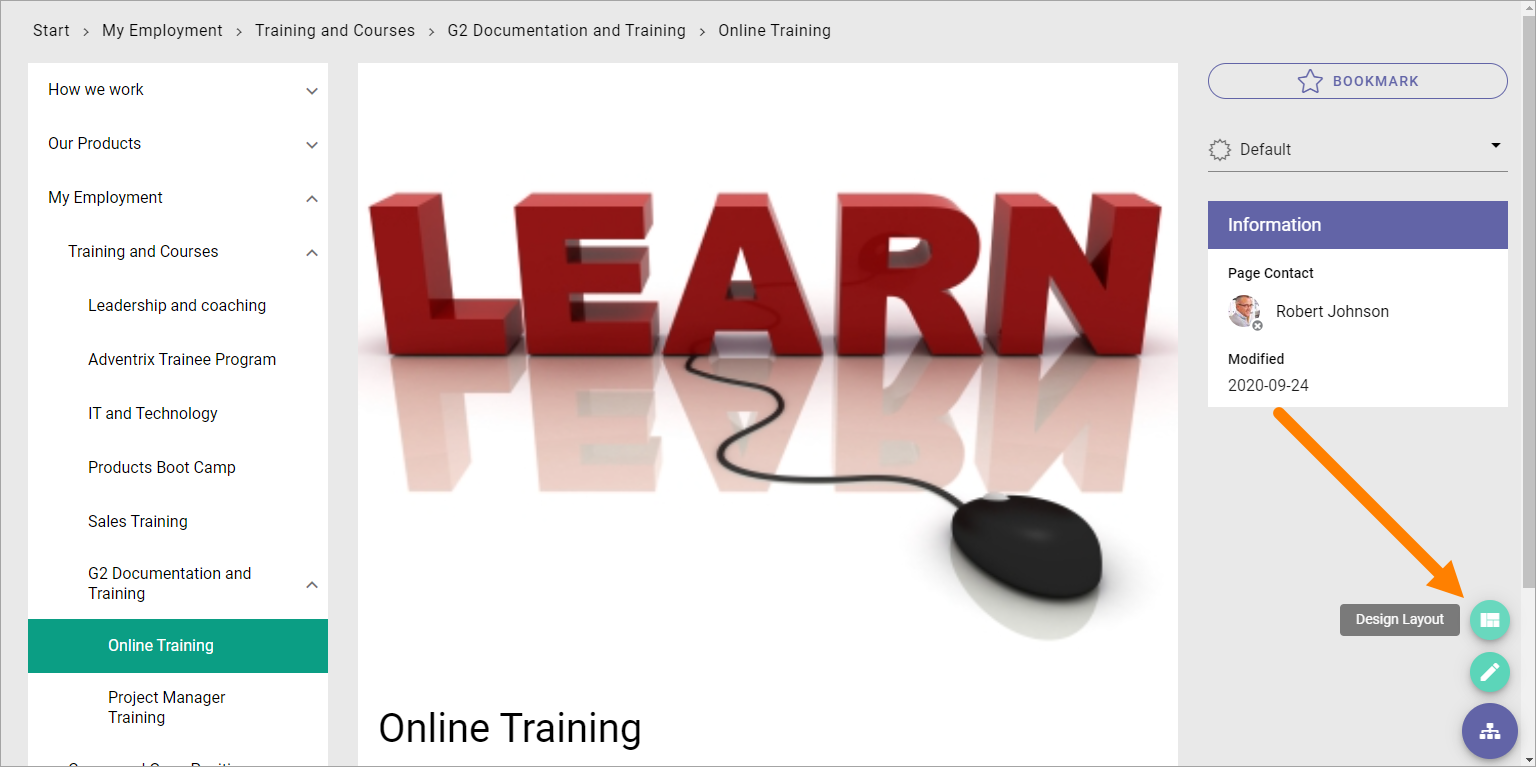 Start > My Employment > Training and Courses > G2 Documentation and Training > Online Training
How we work
Our Products
My Employment
Training and Courses
Leadership and coaching
Adventrix Trainee Program
IT and Technology
Products Boot Camp
Sales Training
G2 Documentation and
Training
Online Training
Project Manager
Training
LEARN
Online Training
BOOKMARK
Default
Information
Page Contact
Robert Johnson
Modified
2020-09-24
Design Layout